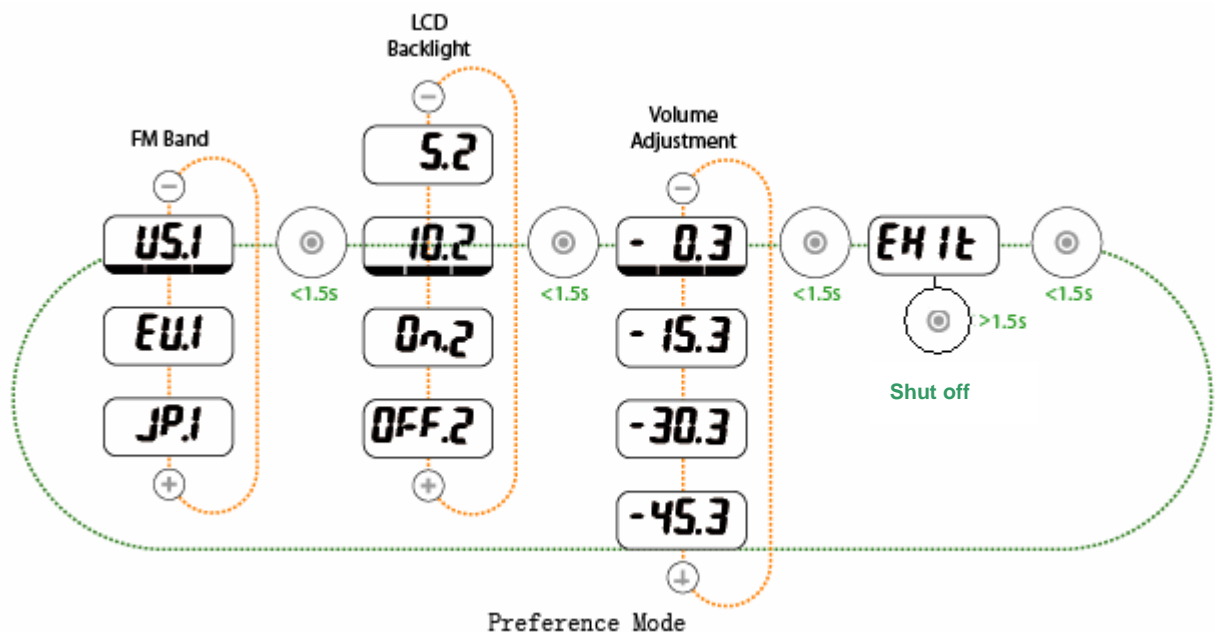 LCD
Backlight
FM Band
Volume
Adjustment
5.2
US.1
10.2
- 0.3
EHIt
<1.5s
<1.5s
<1.5s
<1.5s
EU.1
On.2
-15.3
>1.5s
Shut off
JP.1
OFF.2
-30.3
-45.3
Preference Mode